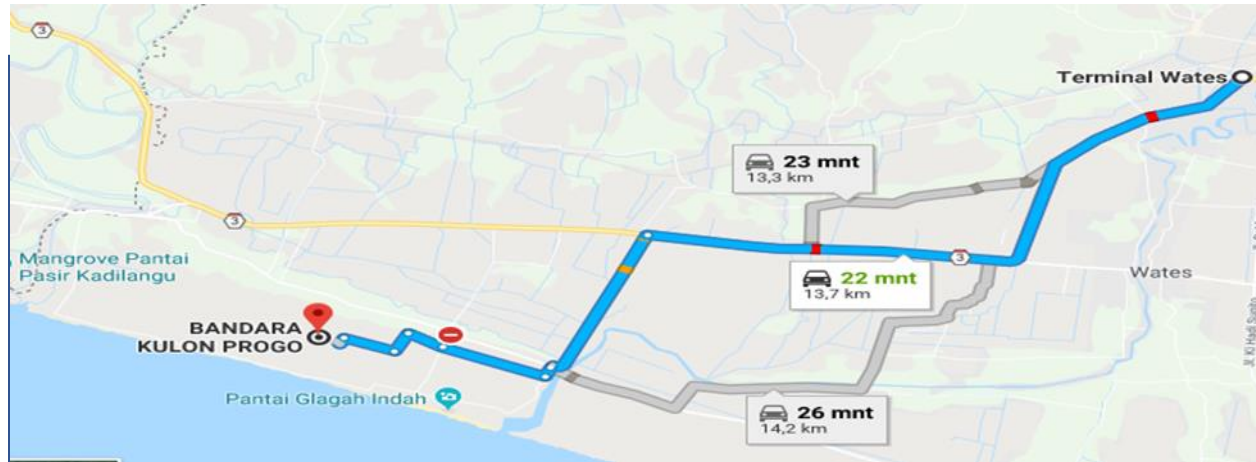 3
Terminal Wates
23 mnt
13,3 km
3
Mangrove Pantai
Pasir Kadilangu
3
Wates
22 mnt
13,7 km
BANDARA
KULON PROGO
Pantai Glagah Indah
26 mnt
14,2 km